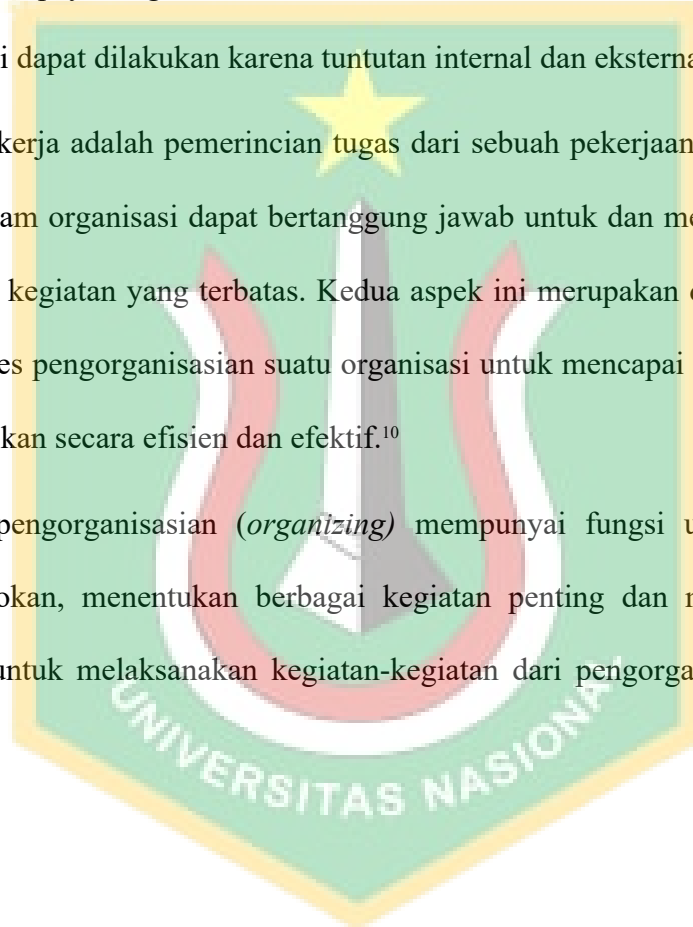 i dapat dilakukan karena tuntutan internal dan eksterna
kerja adalah pemerincian tugas dari sebuah pekerjaan
am organisasi dapat bertanggung jawab untuk dan me
kegiatan yang terbatas. Kedua aspek ini merupakan
es pengorganisasian suatu organisasi untuk mencapai
kan secara efisien dan efektif.10
pengorganisasian (organizing) mempunyai fungsi u
okan, menentukan berbagai kegiatan penting dan
untuk melaksanakan kegiatan-kegiatan dari pengorga
UNIVERSITAS NASIONAL